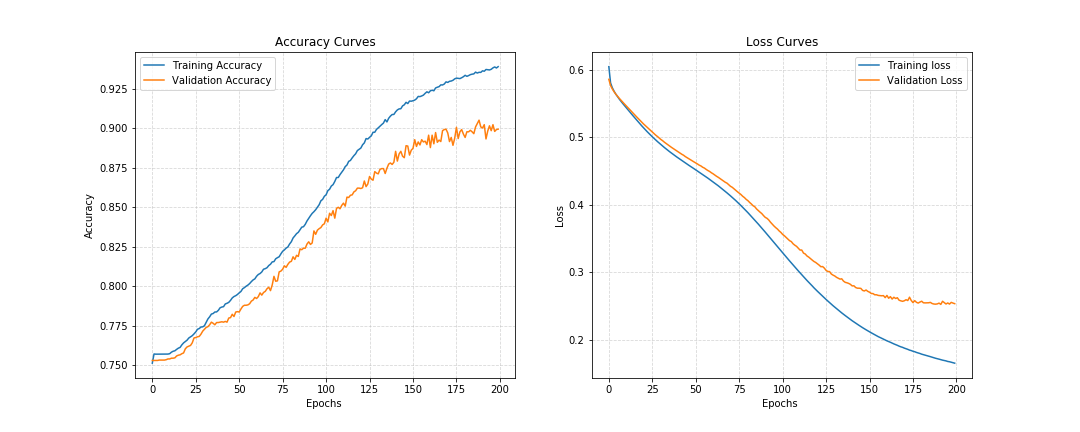 Accuracy Curves
Training Accuracy
Validation Accuracy
0.925
0.900
0.875
0.850
0.825
0.800
0.775
0.750
Accuracy
0 25 50 75 100 125 150 175 200
Epochs
Loss Curves
Training loss
Validation Loss
0.6
0.5
0.4
0.3
0.2
Loss
0 25 50 75 100 125 150 175 200
Epochs